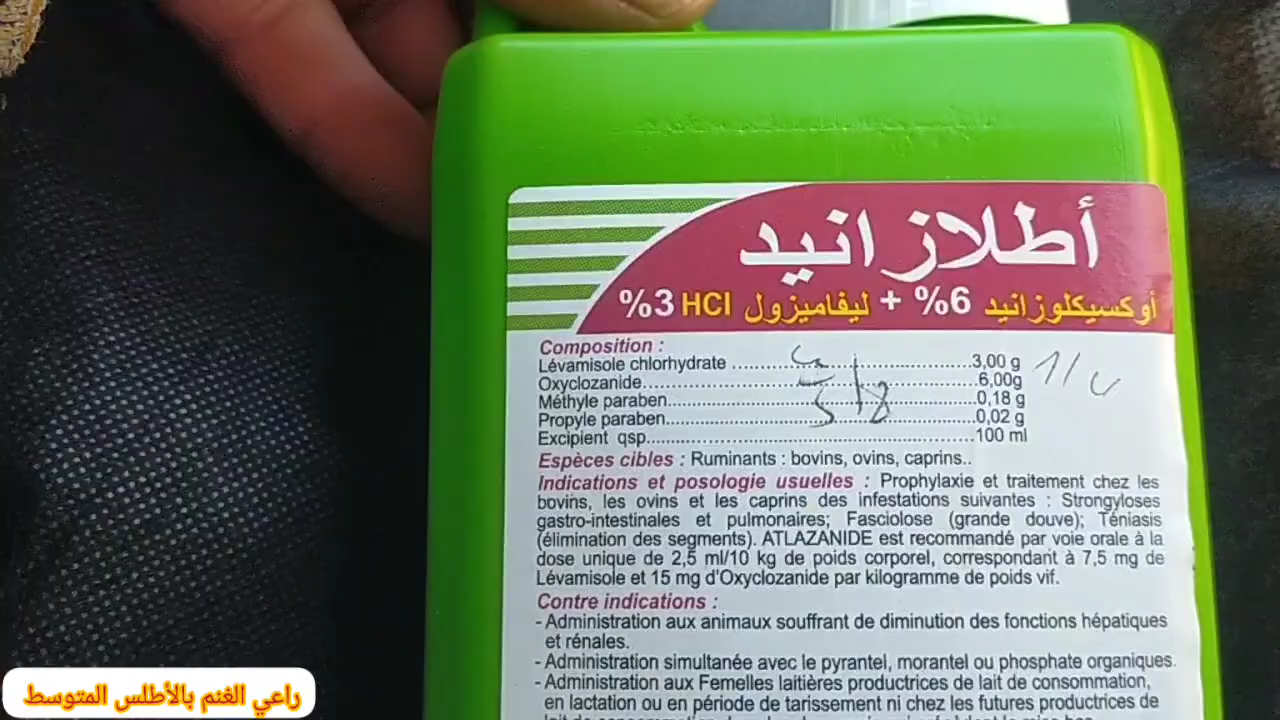 أطلازانيد
أوكسيكلوزانيد 6% + ليفاميزول HCl 3%
Composition :
Lévamisole chlorhydrate ........................................3,00 g
Oxyclozanide.......................................................6,00g
Méthyle paraben..................................................0,18 g
Propyle paraben..................................................0,02 g
Excipient qsp.....................................................100 ml
Espèces cibles : Ruminants : bovins, ovins, caprins..
Indications et posologie usuelles : Prophylaxie et traitement chez les
bovins, les ovins et les caprins des infestations suivantes : Strongyloses
gastro-intestinales et pulmonaires; Fasciolose (grande douve); Téniasis
(élimination des segments). ATLAZANIDE est recommandé par voie orale à la
dose unique de 2,5 ml/10 kg de poids corporel, correspondant à 7,5 mg de
Lévamisole et 15 mg d'Oxyclozanide par kilogramme de poids vif.
Contre indications :
- Administration aux animaux souffrant de diminution des fonctions hépatiques
et rénales.
- Administration simultanée avec le pyrantel, morantel ou phosphate organiques.
- Administration aux Femelles laitières productrices de lait de consommation,
en lactation ou en période de tarissement ni chez les futures productrices de
راعي الغنم بالأطلس المتوسط